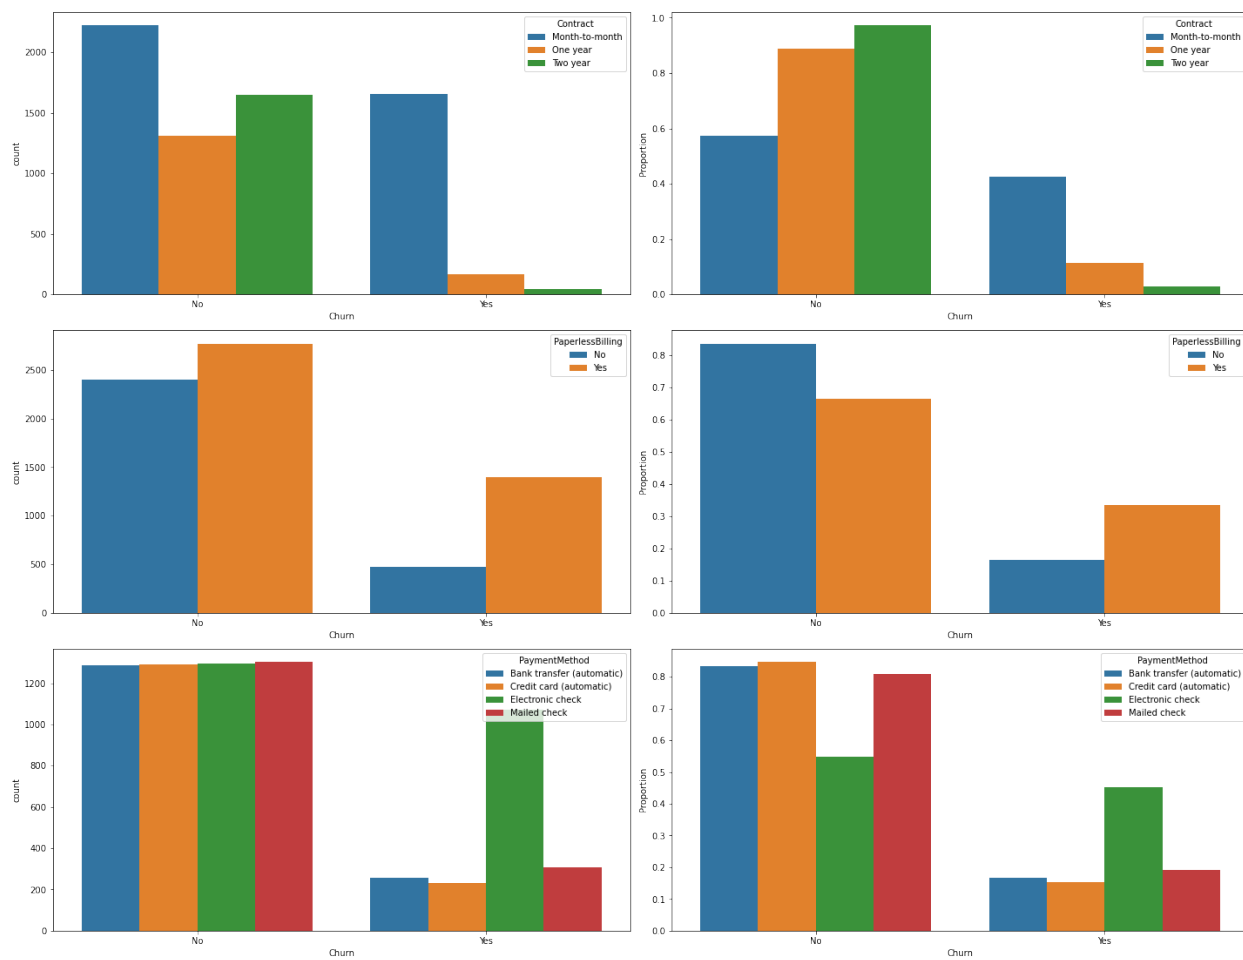 Contract
Month-to-month
One year
Two year
2000
1500
1000
500
0
count
No
Yes
Churn
Contract
Month-to-month
One year
Two year
1.0
0.8
0.6
0.4
0.2
0.0
Proportion
No
Yes
Churn
PaperlessBilling
No
Yes
2500
2000
1500
1000
500
0
count
No
Yes
Churn
PaperlessBilling
No
Yes
0.8
0.7
0.6
0.5
0.4
0.3
0.2
0.1
0.0
Proportion
No
Yes
Churn
PaymentMethod
Bank transfer (automatic)
Credit card (automatic)
Electronic check
Mailed check
1200
1000
800
600
400
200
0
count
No
Yes
Churn
PaymentMethod
Bank transfer (automatic)
Credit card (automatic)
Electronic check
Mailed check
0.8
0.7
0.6
0.5
0.4
0.3
0.2
0.1
0.0
Proportion
No
Yes
Churn